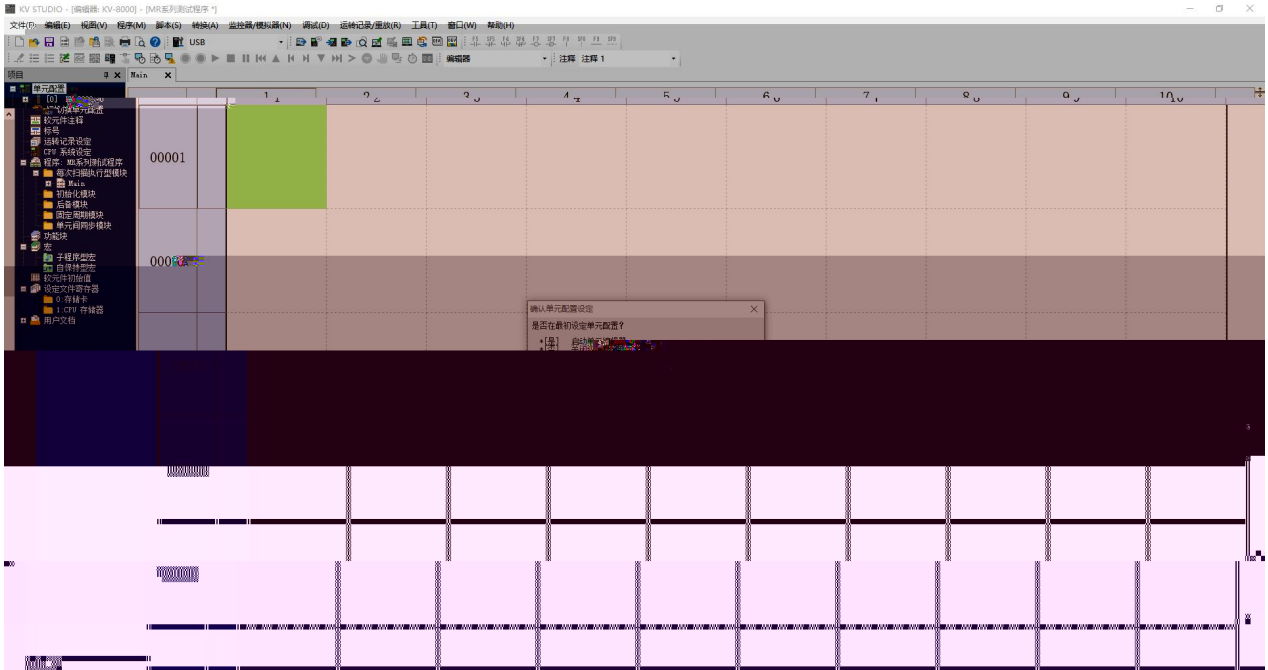 KV STUDIO - [编辑器: KV-8000] - [MR系列测试程序 *]
编辑(E) 视图(V) 程序(M) 脚本(S) 转换(A) 监控器/模拟器(N) 调试(D) 运转记录/重放(R) 工具(T) 窗口(W) 帮助(H)
USB
编辑器 注释 注释 1
项目 Main
单元配置
[0]
切换单元配置
软元件注释
标号
运转记录设定
CPU 系统设定
程序: MR系列测试程序
每次扫描执行型模块
Main
初始化模块
后备模块
固定周期模块
单元间同步模块
功能块
宏
子程序型宏
自保持型宏
软元件初始值
设定文件寄存器
0:存储卡
1:CPU 存储器
用户文档
1 2 3 4 5 6 7 8 9 10
00001
确认单元配置设定
是否在最初设定单元配置?
*[是]